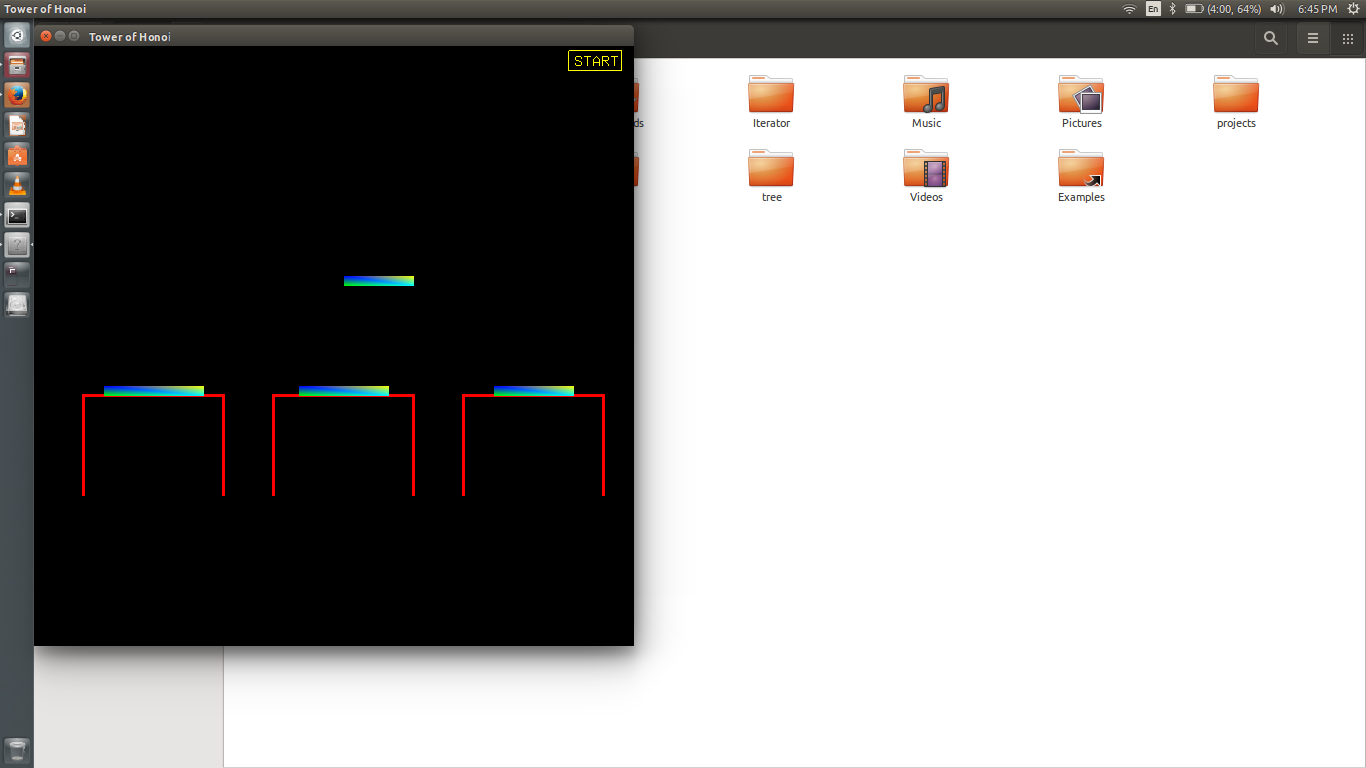 Tower of Honoi
En
(4:00, 64%)
6:45 PM
Tower of Honoi
START
ds
Iterator
Music
Pictures
projects
tree
Videos
Examples